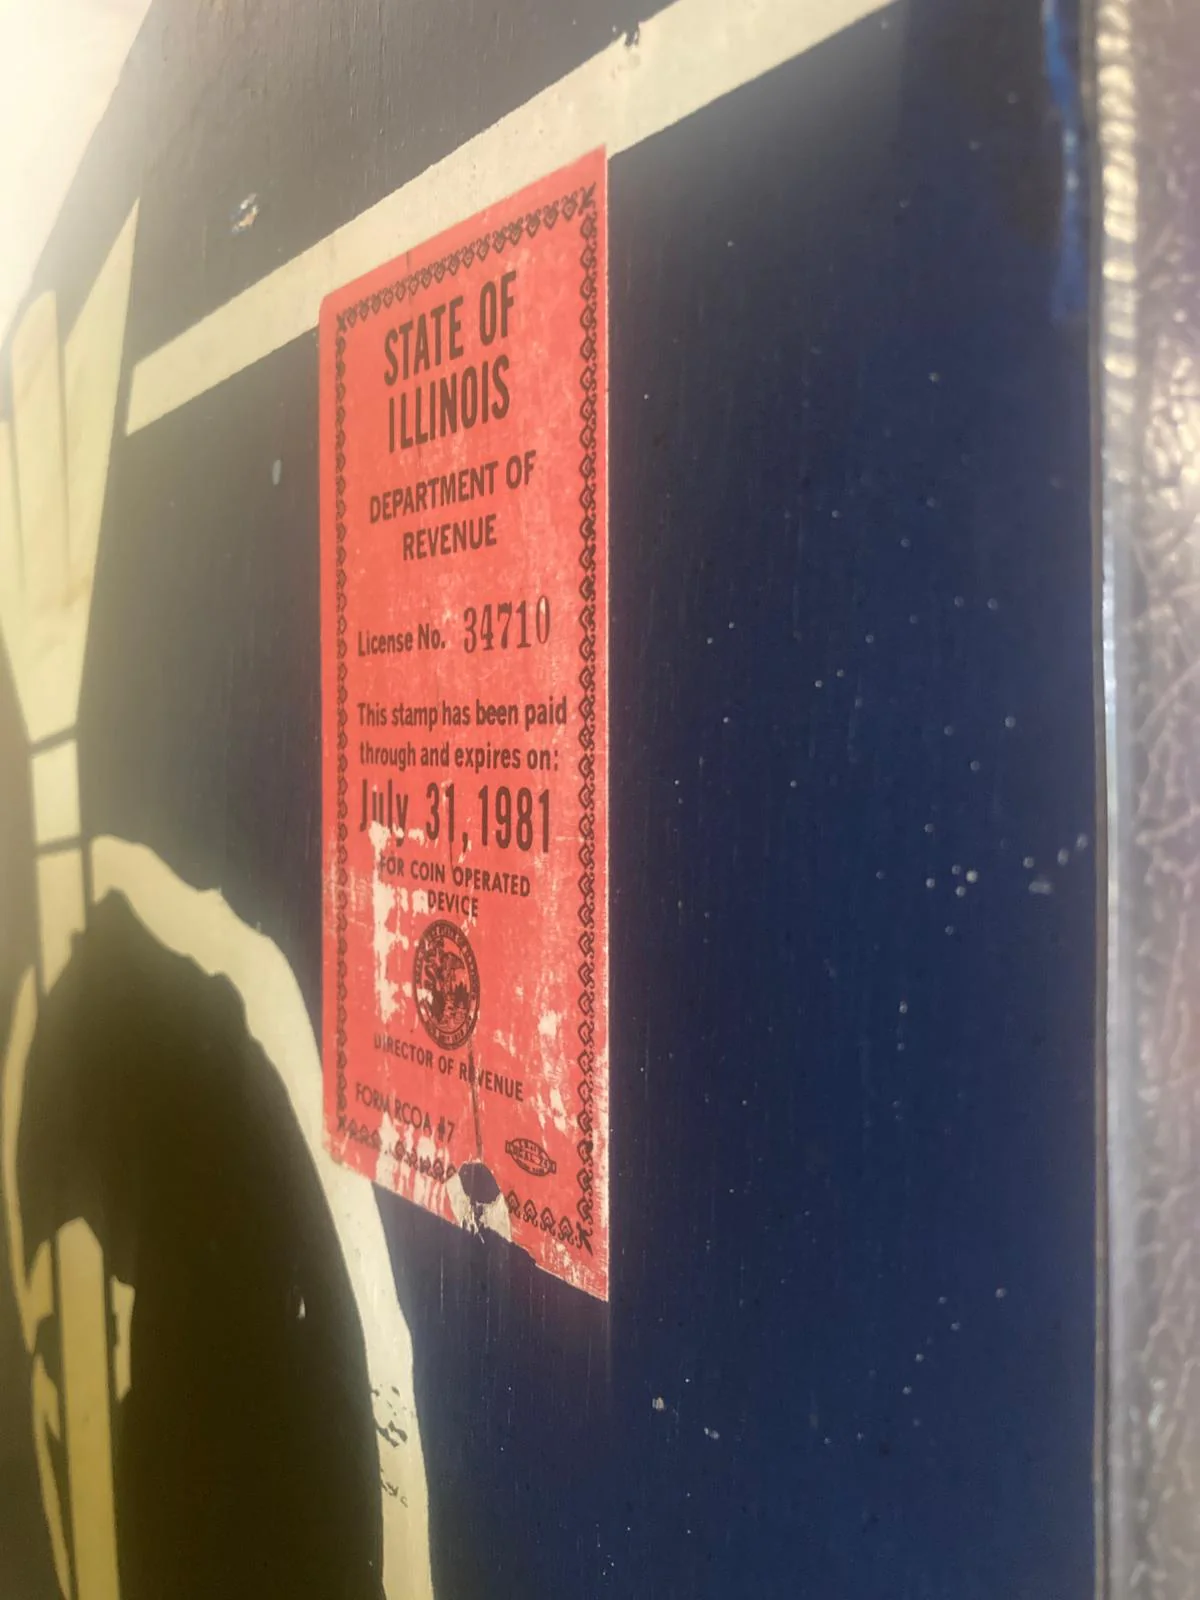 STATE OF
ILLINOIS
DEPARTMENT OF
REVENUE
License No. 34710
This stamp has been paid
through and expires on:
July 31, 1981
FOR COIN OPERATED
DEVICE
DIRECTOR OF REVENUE
FORM RCOA #7